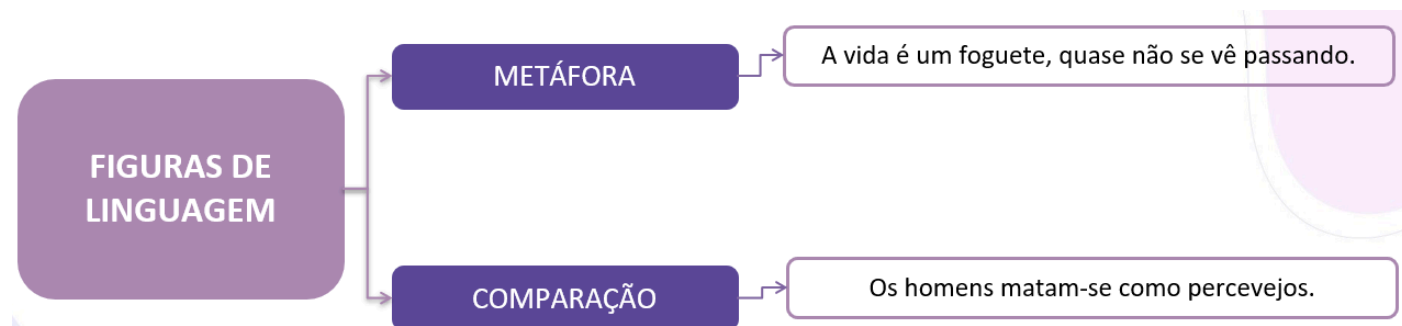 METÁFORA
A vida é um foguete, quase não se vê passando.
FIGURAS DE
LINGUAGEM
COMPARAÇÃO
Os homens matam-se como percevejos.